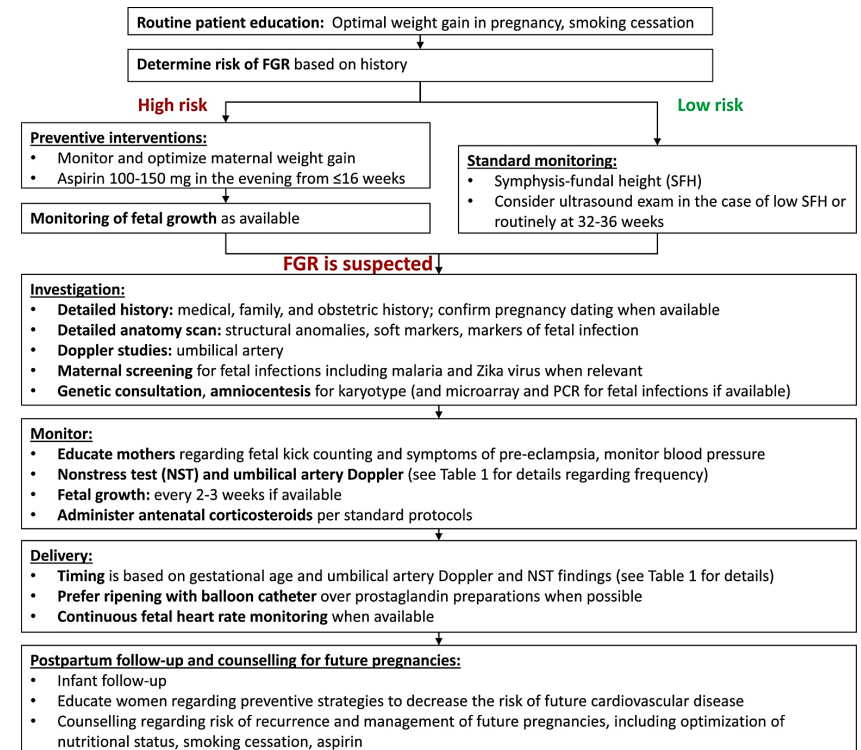 Routine patient education: Optimal weight gain in pregnancy, smoking cessation
Determine risk of FGR based on history
High risk
Low risk
Preventive interventions:
• Monitor and optimize maternal weight gain
• Aspirin 100-150 mg in the evening from ≤16 weeks
Monitoring of fetal growth as available
Standard monitoring:
• Symphysis-fundal height (SFH)
• Consider ultrasound exam in the case of low SFH or
routinely at 32-36 weeks
FGR is suspected
Investigation:
• Detailed history: medical, family, and obstetric history; confirm pregnancy dating when available
• Detailed anatomy scan: structural anomalies, soft markers, markers of fetal infection
• Doppler studies: umbilical artery
• Maternal screening for fetal infections including malaria and Zika virus when relevant
• Genetic consultation, amniocentesis for karyotype (and microarray and PCR for fetal infections if available)
Monitor:
• Educate mothers regarding fetal kick counting and symptoms of pre-eclampsia, monitor blood pressure
• Nonstress test (NST) and umbilical artery Doppler (see Table 1 for details regarding frequency)
• Fetal growth: every 2-3 weeks if available
• Administer antenatal corticosteroids per standard protocols
Delivery:
• Timing is based on gestational age and umbilical artery Doppler and NST findings (see Table 1 for details)
• Prefer ripening with balloon catheter over prostaglandin preparations when possible
• Continuous fetal heart rate monitoring when available
Postpartum follow-up and counselling for future pregnancies:
• Infant follow-up
• Educate women regarding preventive strategies to decrease the risk of future cardiovascular disease
• Counselling regarding risk of recurrence and management of future pregnancies, including optimization of
nutritional status, smoking cessation, aspirin